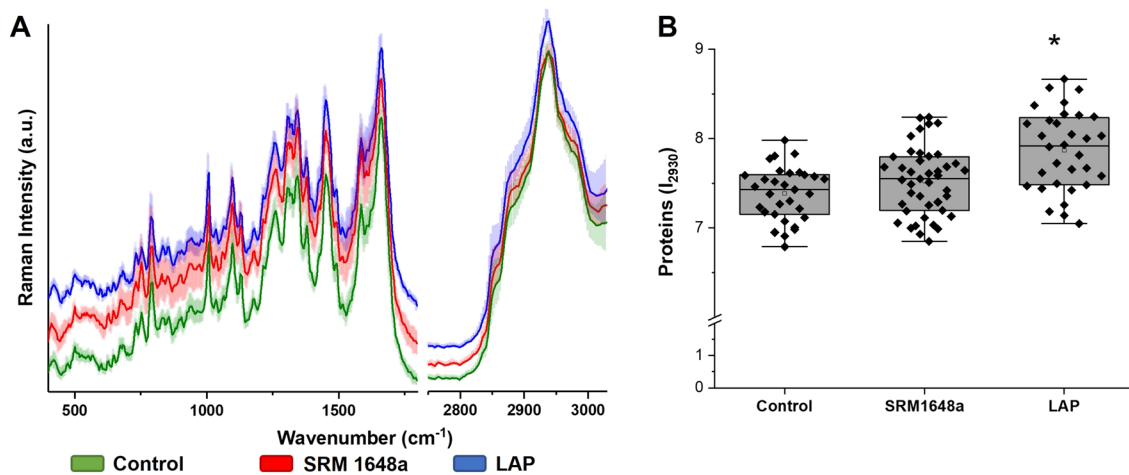 A
Raman Intensity (a.u.)
500
1000
1500
2800
2900
3000
Wavenumber (cm⁻¹)
Control
SRM 1648a
LAP
B
Proteins (I₂₉₃₀)
9
8
7
2
1
0
*
Control
SRM1648a
LAP